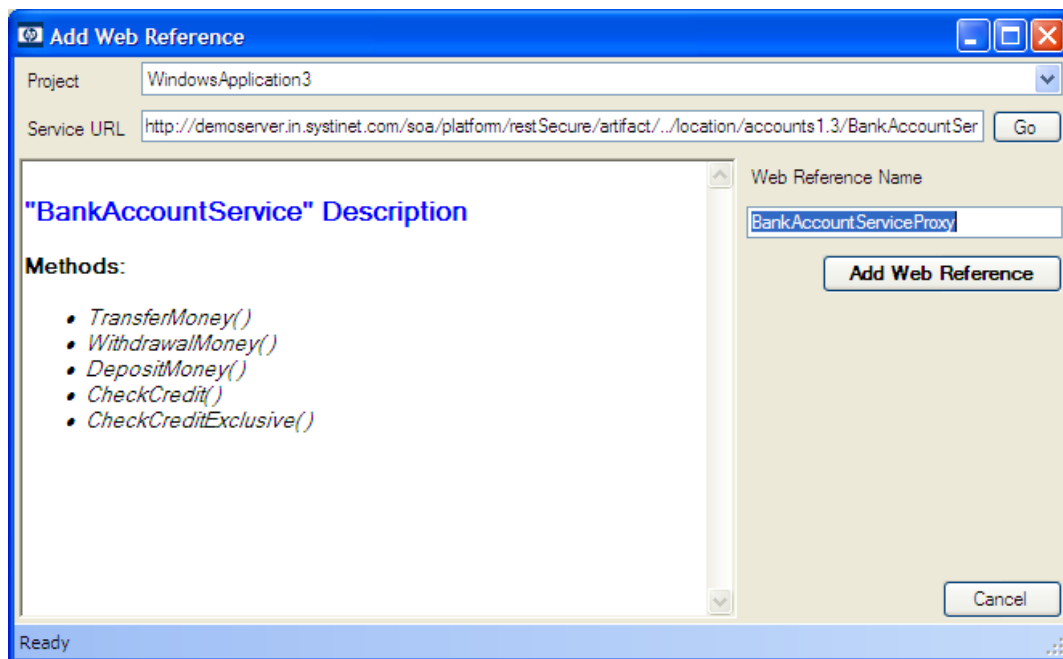 Add Web Reference
Project
WindowsApplication3
Service URL
http://demoserver.in.systinet.com/soa/platform/restSecure/artifact/../location/accounts1.3/BankAccountSer
Go
"BankAccountService" Description
Methods:
• TransferMoney()
• WithdrawalMoney()
• DepositMoney()
• CheckCredit()
• CheckCreditExclusive()
Web Reference Name
BankAccountServiceProxy
Add Web Reference
Cancel
Ready